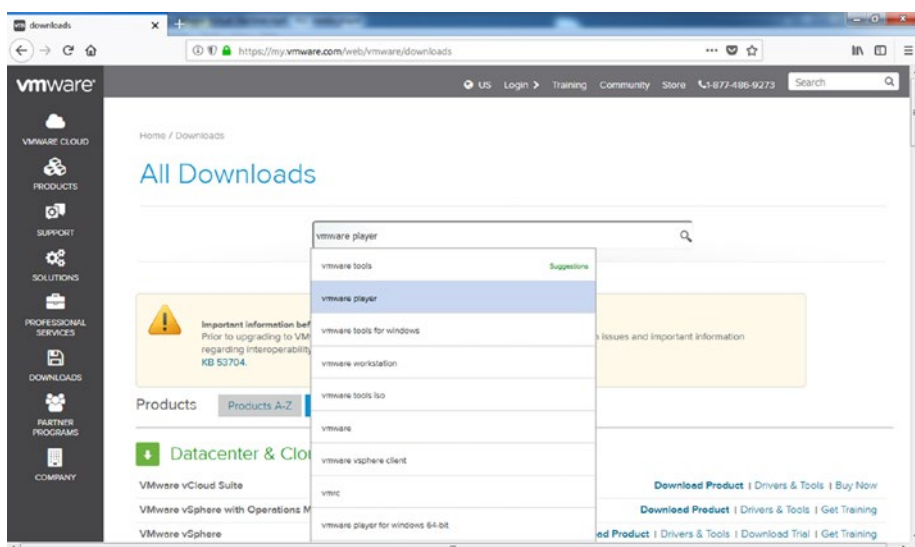 downloads
https://my.vmware.com/web/vmware/downloads
vmware
US Login Training Community Store 1-877-486-9273 Search
VMWARE CLOUD
PRODUCTS
SUPPORT
SOLUTIONS
PROFESSIONAL
SERVICES
DOWNLOADS
PARTNER
PROGRAMS
COMPANY
Home / Downloads
All Downloads
vmware player
vmware tools Suggestions
vmware player
vmware tools for windows
vmware workstation
vmware tools iso
vmware
vmware vsphere client
vmrc
vmware player for windows 64-bit
Important information bef
Prior to upgrading to VM issues and important information
regarding interoperability
KB 53704.
Products Products A-Z
Datacenter & Clou
VMware vCloud Suite Download Product | Drivers & Tools | Buy Now
VMware vSphere with Operations M Download Product | Drivers & Tools | Get Training
VMware vSphere ad Product | Drivers & Tools | Download Trial | Get Training